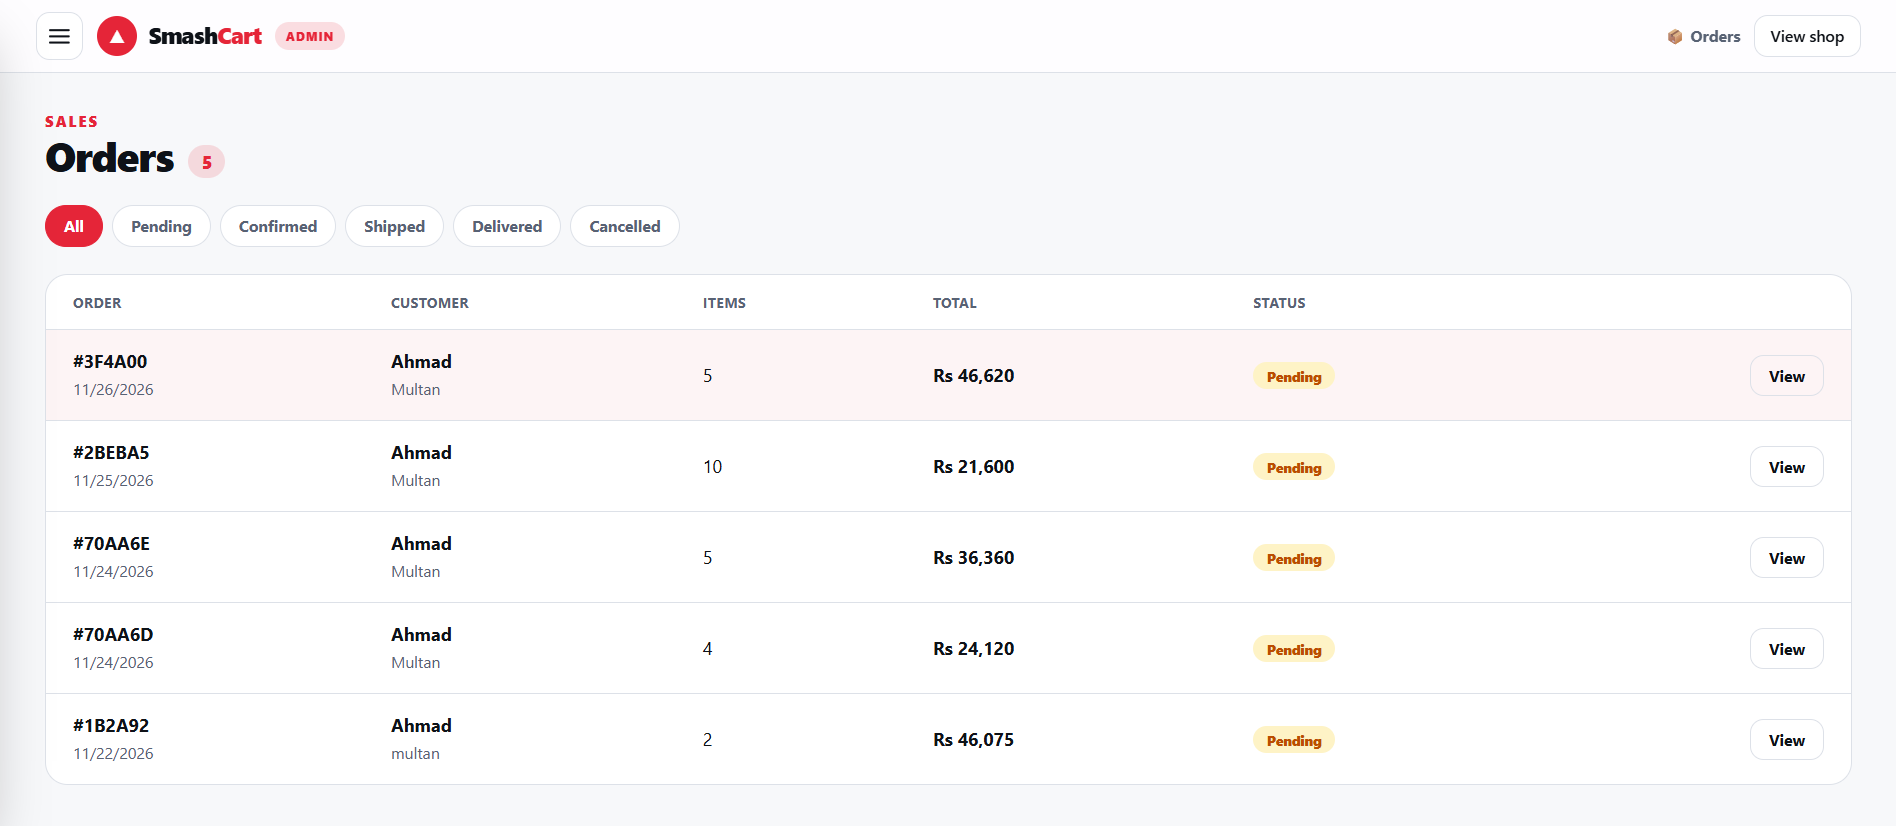 SmashCart ADMIN
📦 Orders View shop
SALES
Orders 5
All Pending Confirmed Shipped Delivered Cancelled
ORDER CUSTOMER ITEMS TOTAL STATUS
#3F4A00 Ahmad 5 Rs 46,620 Pending View
11/26/2026 Multan
#2BEBA5 Ahmad 10 Rs 21,600 Pending View
11/25/2026 Multan
#70AA6E Ahmad 5 Rs 36,360 Pending View
11/24/2026 Multan
#70AA6D Ahmad 4 Rs 24,120 Pending View
11/24/2026 Multan
#1B2A92 Ahmad 2 Rs 46,075 Pending View
11/22/2026 multan